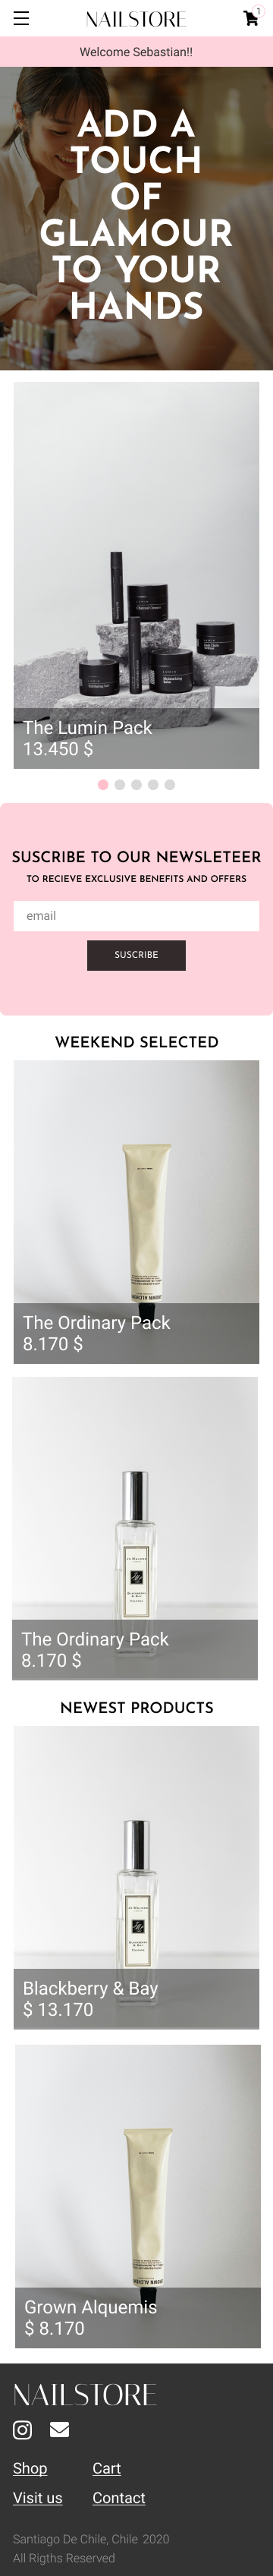 NAILSTORE
1
Welcome Sebastian!!
ADD A
TOUCH
OF
GLAMOUR
TO YOUR
HANDS
The Lumin Pack
13.450 $
SUSCRIBE TO OUR NEWSLETEER
TO RECIEVE EXCLUSIVE BENEFITS AND OFFERS
email
SUSCRIBE
WEEKEND SELECTED
The Ordinary Pack
8.170 $
The Ordinary Pack
8.170 $
NEWEST PRODUCTS
Blackberry & Bay
$ 13.170
Grown Alquemis
$ 8.170
NAILSTORE
Shop Cart
Visit us Contact
Santiago De Chile, Chile 2020
All Rigths Reserved